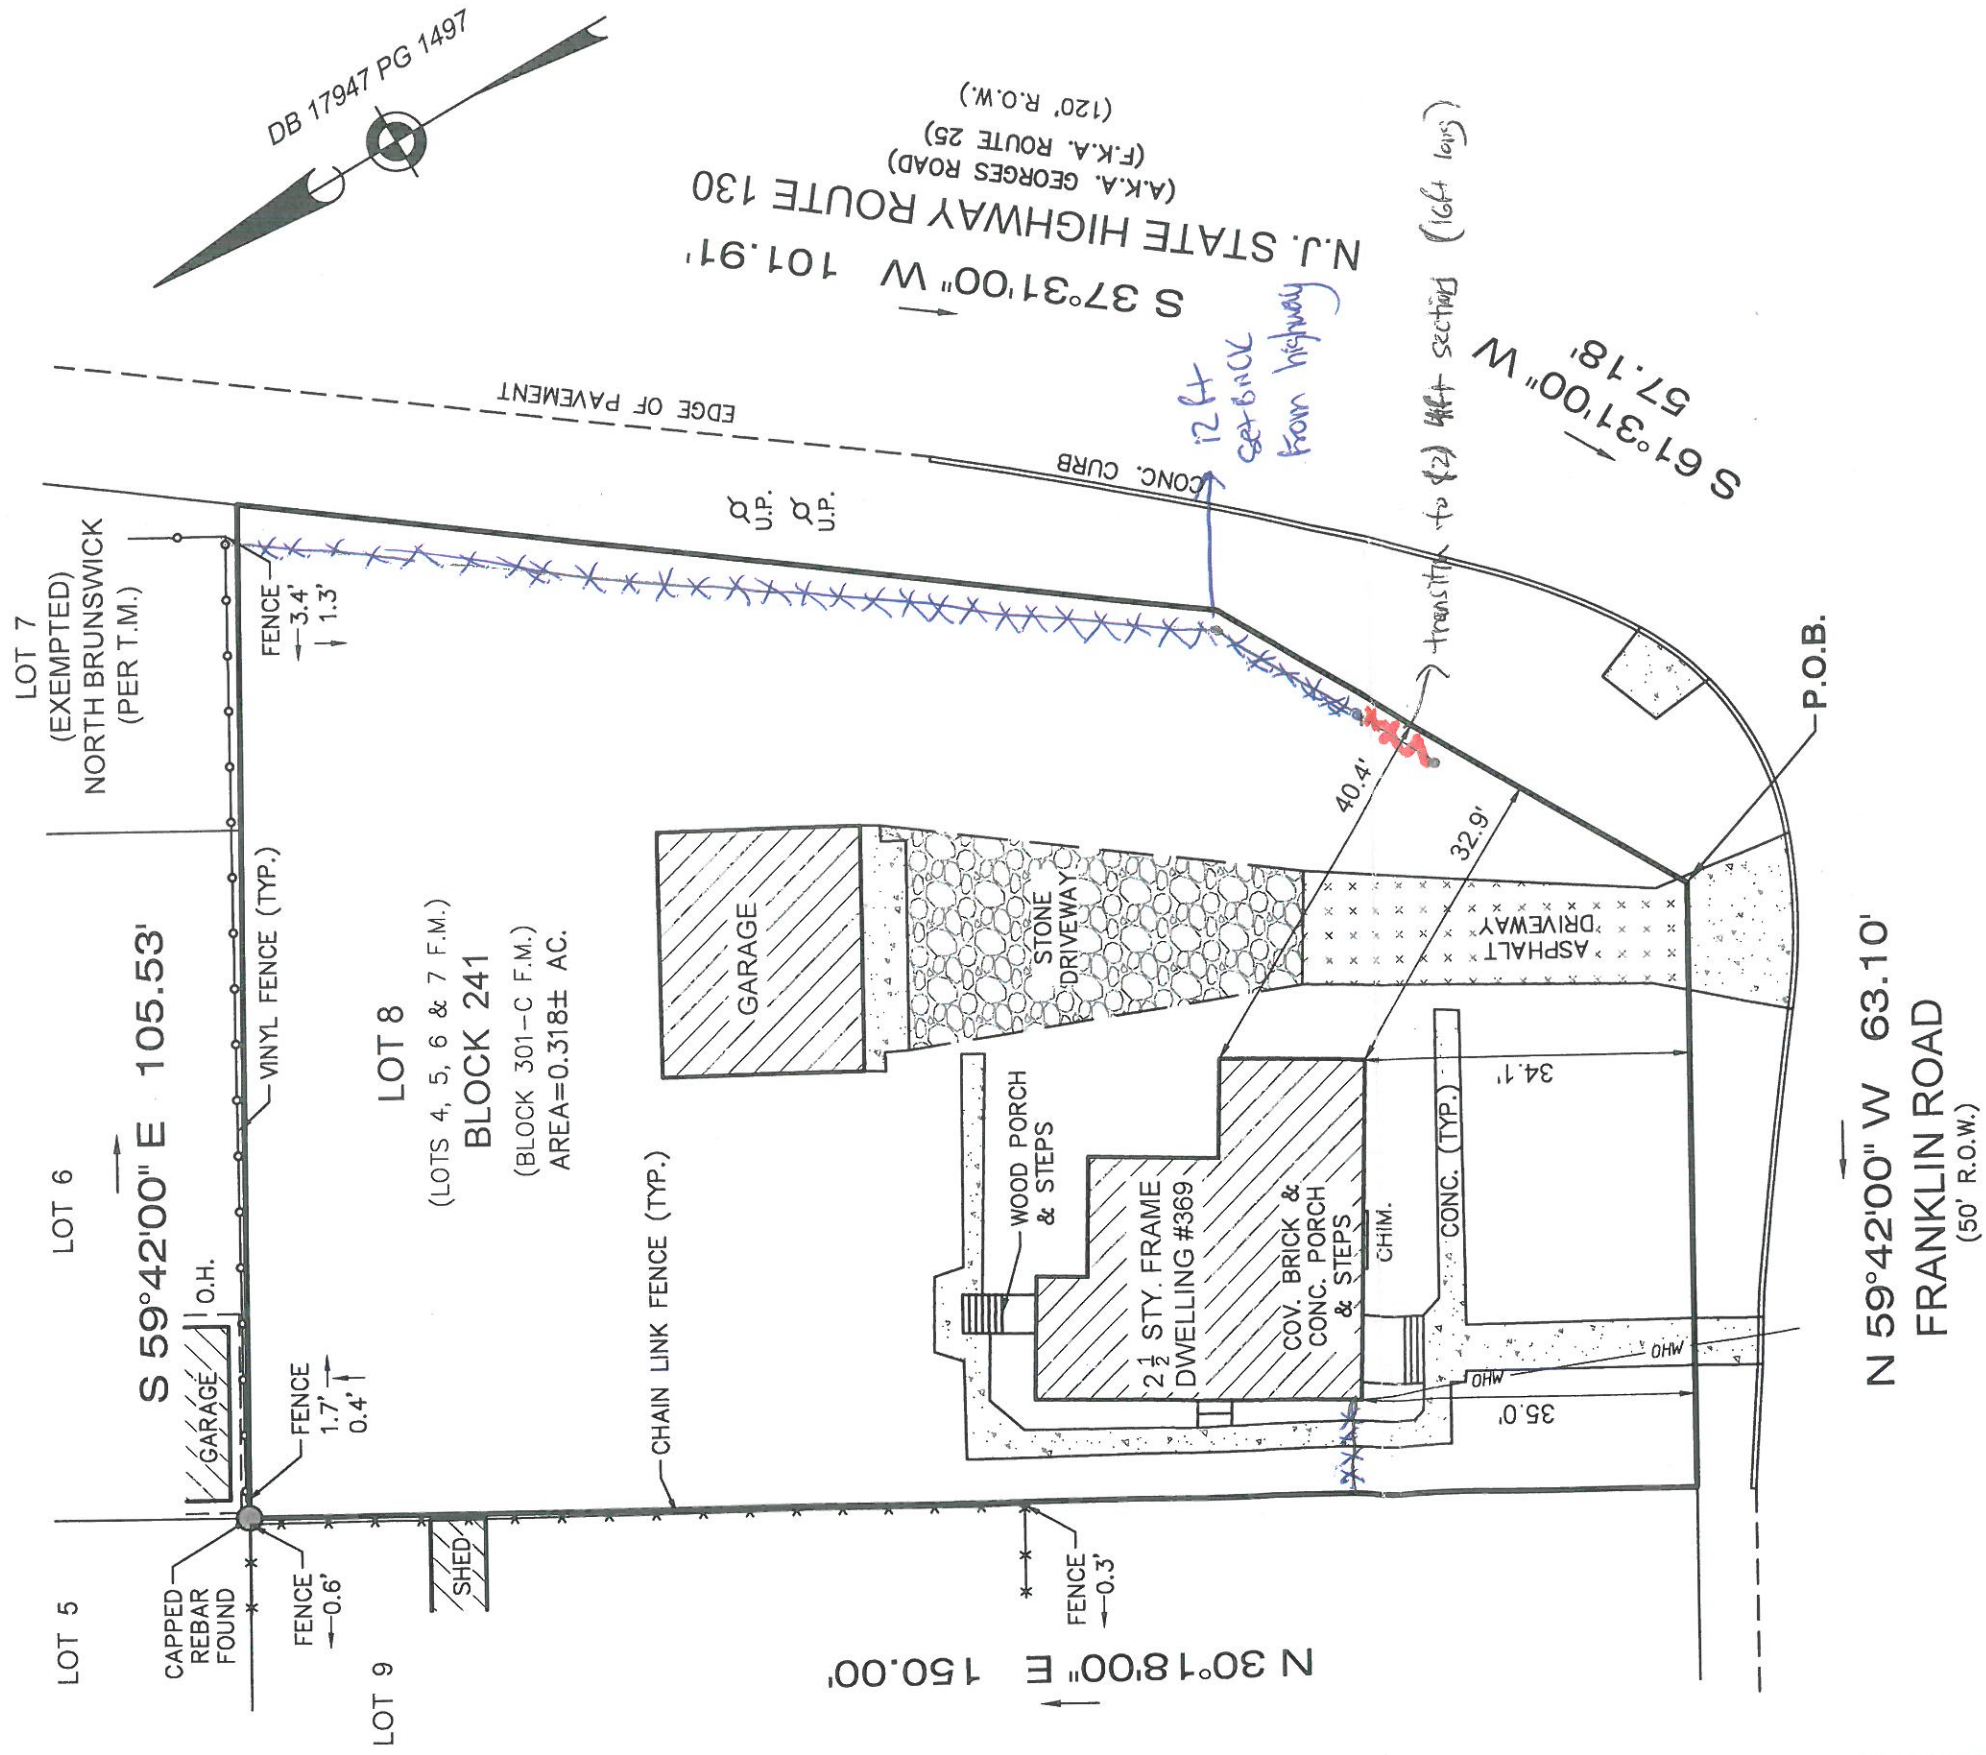 DB 17947 PG 1497
(120' R.O.W.)
(F.K.A. ROUTE 25)
(A.K.A. GEORGES ROAD)
N.J. STATE HIGHWAY ROUTE 130
S 37°31'00" W 101.91'
EDGE OF PAVEMENT
CONC. CURB
12 ft
setback
from highway
transition to (2) 4ft section (16ft long)
S 61°31'00" W
57.18'
LOT 7
(EXEMPTED)
NORTH BRUNSWICK
(PER T.M.)
FENCE
3.4'
1.3'
U.P.
U.P.
P.O.B.
40.4'
32.9'
VINYL FENCE (TYP.)
S 59°42'00" E 105.53'
LOT 6
LOT 8
(LOTS 4, 5, 6 & 7 F.M.)
BLOCK 241
(BLOCK 301-C F.M.)
AREA=0.318± AC.
GARAGE
STONE
DRIVEWAY
ASPHALT
DRIVEWAY
34.1'
WOOD PORCH
& STEPS
2 1/2 STY. FRAME
DWELLING #369
COV. BRICK &
CONC. PORCH
& STEPS
CHIM.
CONC. (TYP.)
OHW
OHW
35.0'
O.H.
GARAGE
FENCE
1.7'
0.4'
CHAIN LINK FENCE (TYP.)
LOT 5
CAPPED
REBAR
FOUND
FENCE
0.6'
SHED
FENCE
0.3'
LOT 9
N 30°18'00" E 150.00'
N 59°42'00" W 63.10'
FRANKLIN ROAD
(50' R.O.W.)